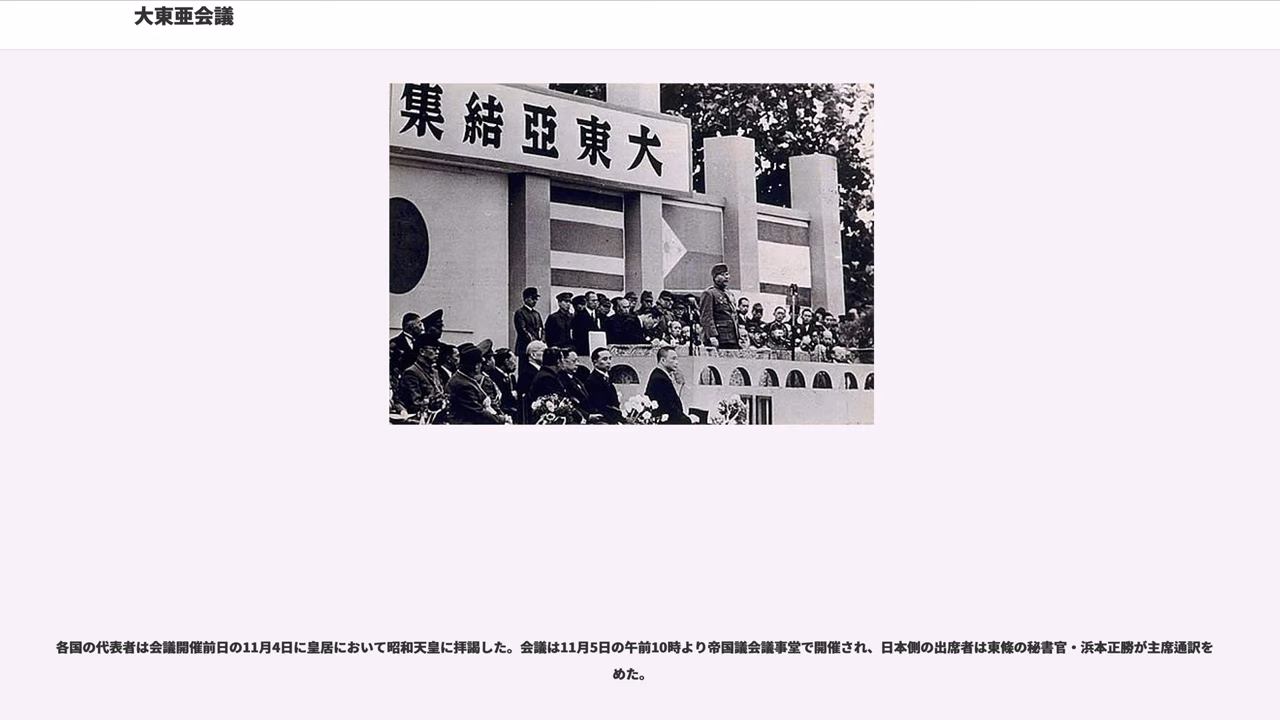 大東亜会議
大東亞結集
各国の代表者は会議開催前日の11月4日に皇居において昭和天皇に拝謁した。会議は11月5日の午前10時より帝国議会議事堂で開催され、日本側の出席者は東條の秘書官・浜本正勝が主席通訳を
めた。